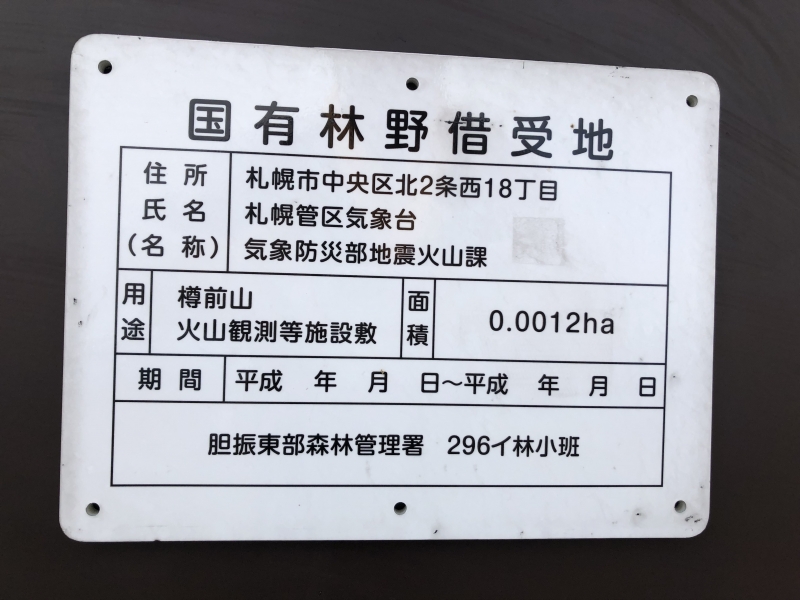 国有林野借受地
住所 札幌市中央区北2条西18丁目
氏名 札幌管区気象台
(名称) 気象防災部地震火山課
用途 樽前山
火山観測等施設敷
面積 0.0012ha
期間 平成 年 月 日〜平成 年 月 日
胆振東部森林管理署 296イ林小班